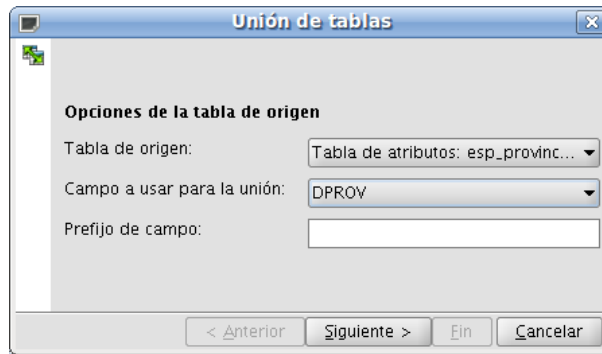 Unión de tablas
Opciones de la tabla de origen
Tabla de origen:
Tabla de atributos: esp_provinc...
Campo a usar para la unión:
DPROV
Prefijo de campo:
< Anterior
Siguiente >
Fin
Cancelar